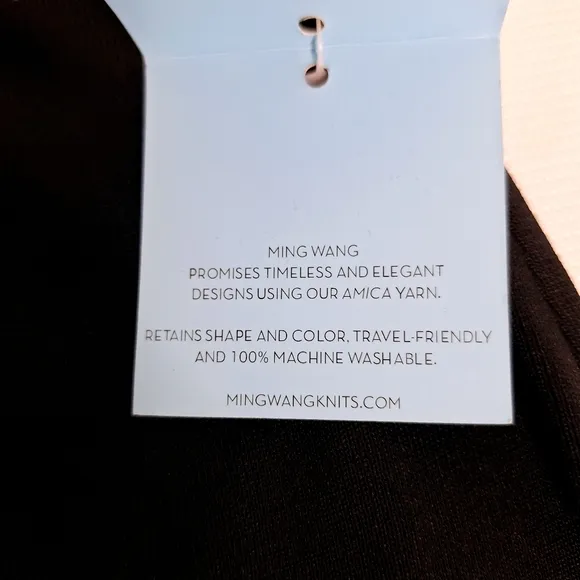 MING WANG
PROMISES TIMELESS AND ELEGANT
DESIGNS USING OUR AMICA YARN.
RETAINS SHAPE AND COLOR, TRAVEL-FRIENDLY
AND 100% MACHINE WASHABLE.
MINGWANGKNITS.COM